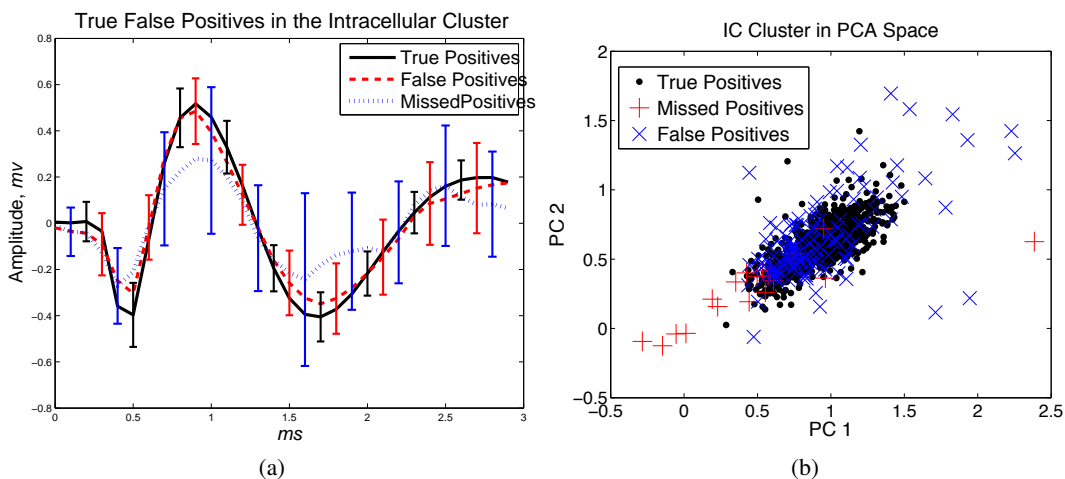 True False Positives in the Intracellular Cluster
0.8
0.6
0.4
0.2
0
−0.2
−0.4
−0.6
−0.8
Amplitude, mv
True Positives
False Positives
MissedPositives
0
0.5
1
1.5
2
2.5
3
ms
(a)
IC Cluster in PCA Space
2
1.5
1
0.5
0
−0.5
PC 2
True Positives
Missed Positives
False Positives
−0.5
0
0.5
1
1.5
2
2.5
PC 1
(b)